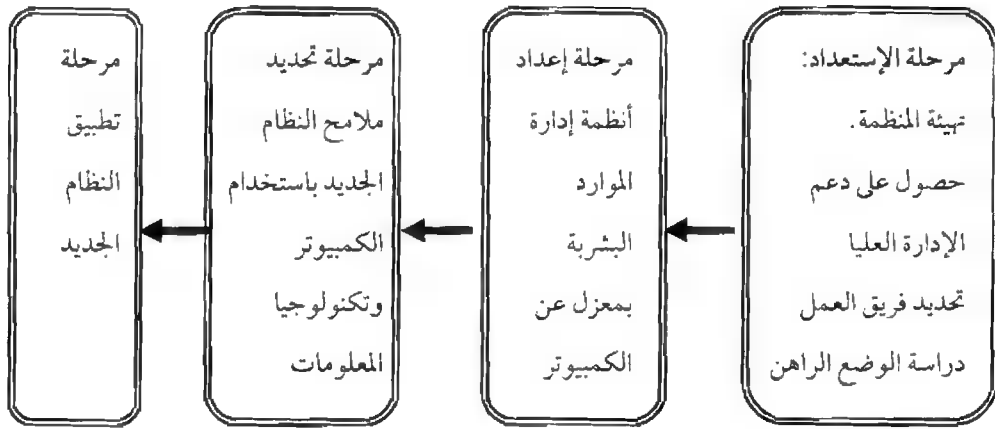 مرحلة الإستعداد:
تهيئة المنظمة.
حصول على دعم
الإدارة العليا
تحديد فريق العمل
دراسة الوضع الراهن
مرحلة إعداد
أنظمة إدارة
الموارد
البشرية
بمعزل عن
الكمبيوتر
مرحلة تحديد
ملامح النظام
الجديد باستخدام
الكمبيوتر
وتكنولوجيا
المعلومات
مرحلة
تطبيق
النظام
الجديد